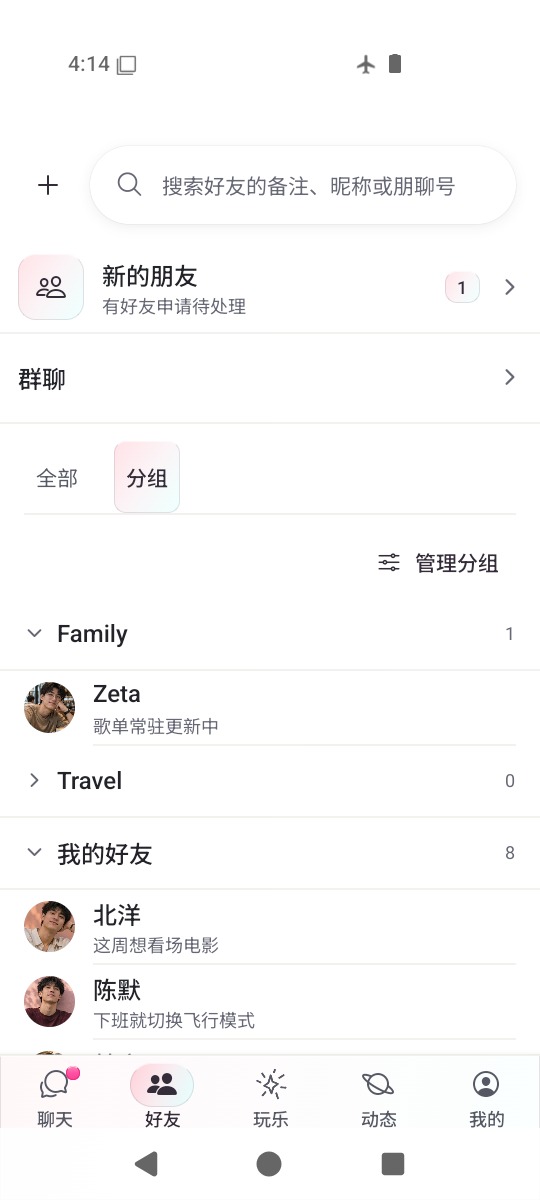 4:14
搜索好友的备注、昵称或朋聊号
新的朋友
有好友申请待处理
1
群聊
全部
分组
管理分组
Family
1
Zeta
歌单常驻更新中
Travel
0
我的好友
8
北洋
这周想看场电影
陈默
下班就切换飞行模式
聊天
好友
玩乐
动态
我的